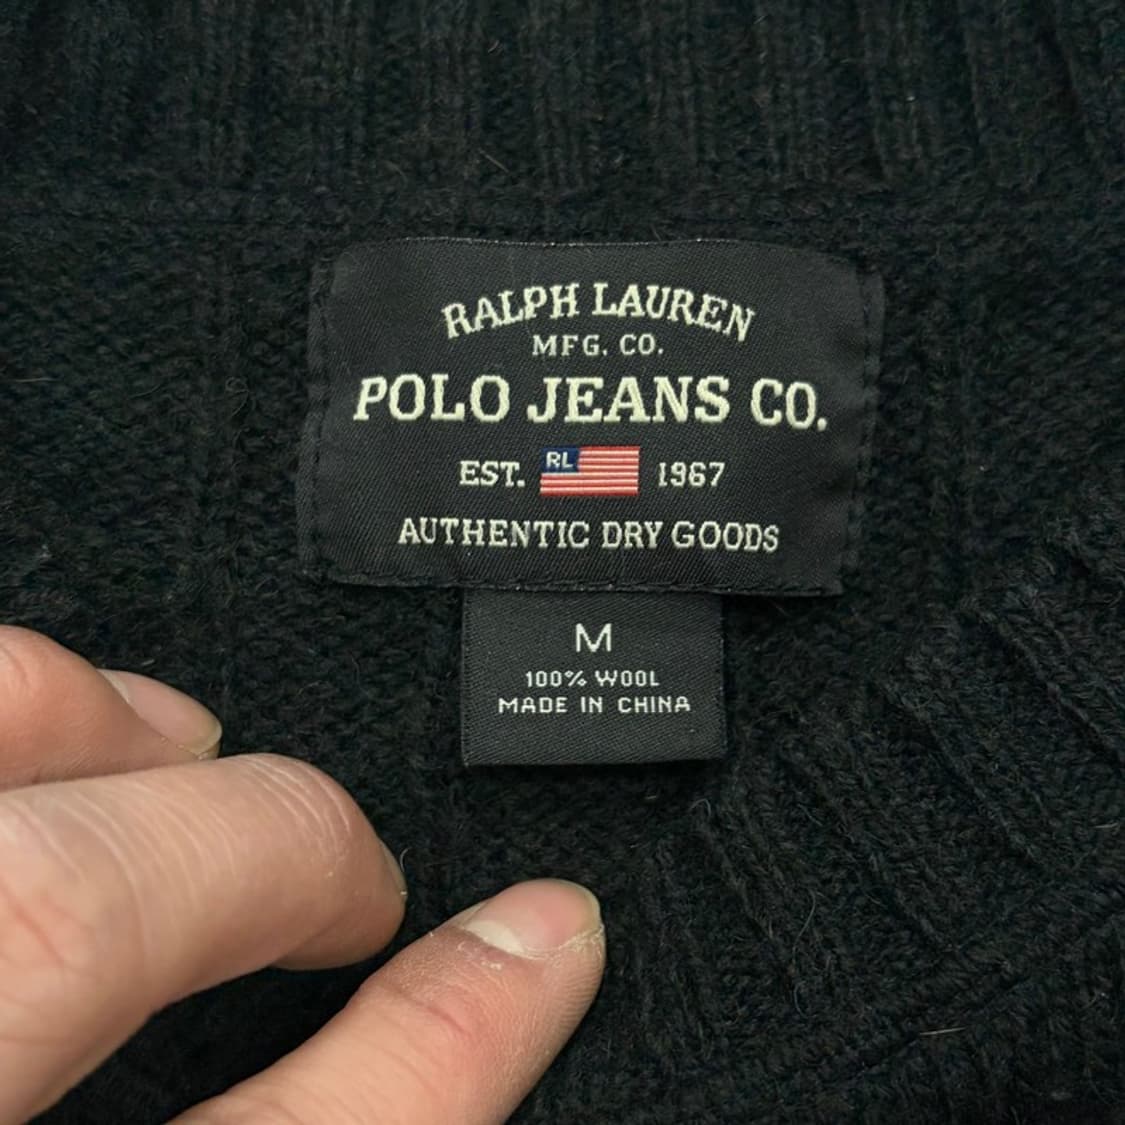 RALPH LAUREN
MFG. CO.
POLO JEANS CO.
EST. RL 1967
AUTHENTIC DRY GOODS
M
100% WOOL
MADE IN CHINA